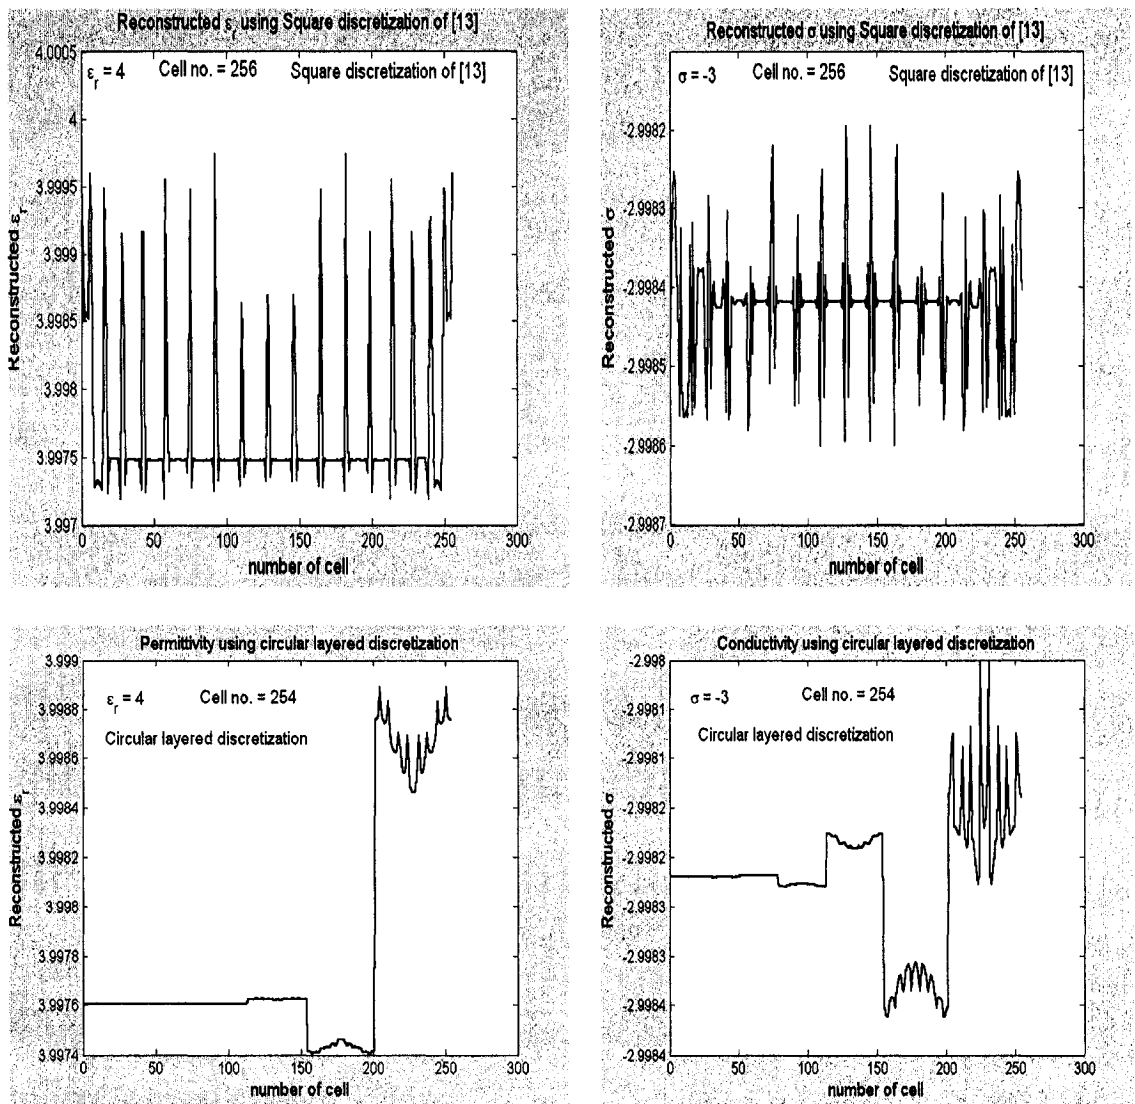 Reconstructed εr using Square discretization of [13]
4.0005
εr = 4 Cell no. = 256 Square discretization of [13]
4
3.9995
3.999
3.9985
3.998
3.9975
3.997
Reconstructed εr
0 50 100 150 200 250 300
number of cell
Reconstructed σ using Square discretization of [13]
σ = -3 Cell no. = 256 Square discretization of [13]
-2.9982
-2.9983
-2.9984
-2.9985
-2.9986
-2.9987
Reconstructed σ
0 50 100 150 200 250 300
number of cell
Permittivity using circular layered discretization
3.999
εr = 4 Cell no. = 254
3.9988
Circular layered discretization
3.9986
3.9984
3.9982
3.998
3.9978
3.9976
3.9974
Reconstructed εr
0 50 100 150 200 250 300
number of cell
Conductivity using circular layered discretization
-2.998
σ = -3 Cell no. = 254
-2.9981
Circular layered discretization
-2.9981
-2.9982
-2.9982
-2.9983
-2.9983
-2.9984
-2.9984
Reconstructed σ
0 50 100 150 200 250 300
number of cell